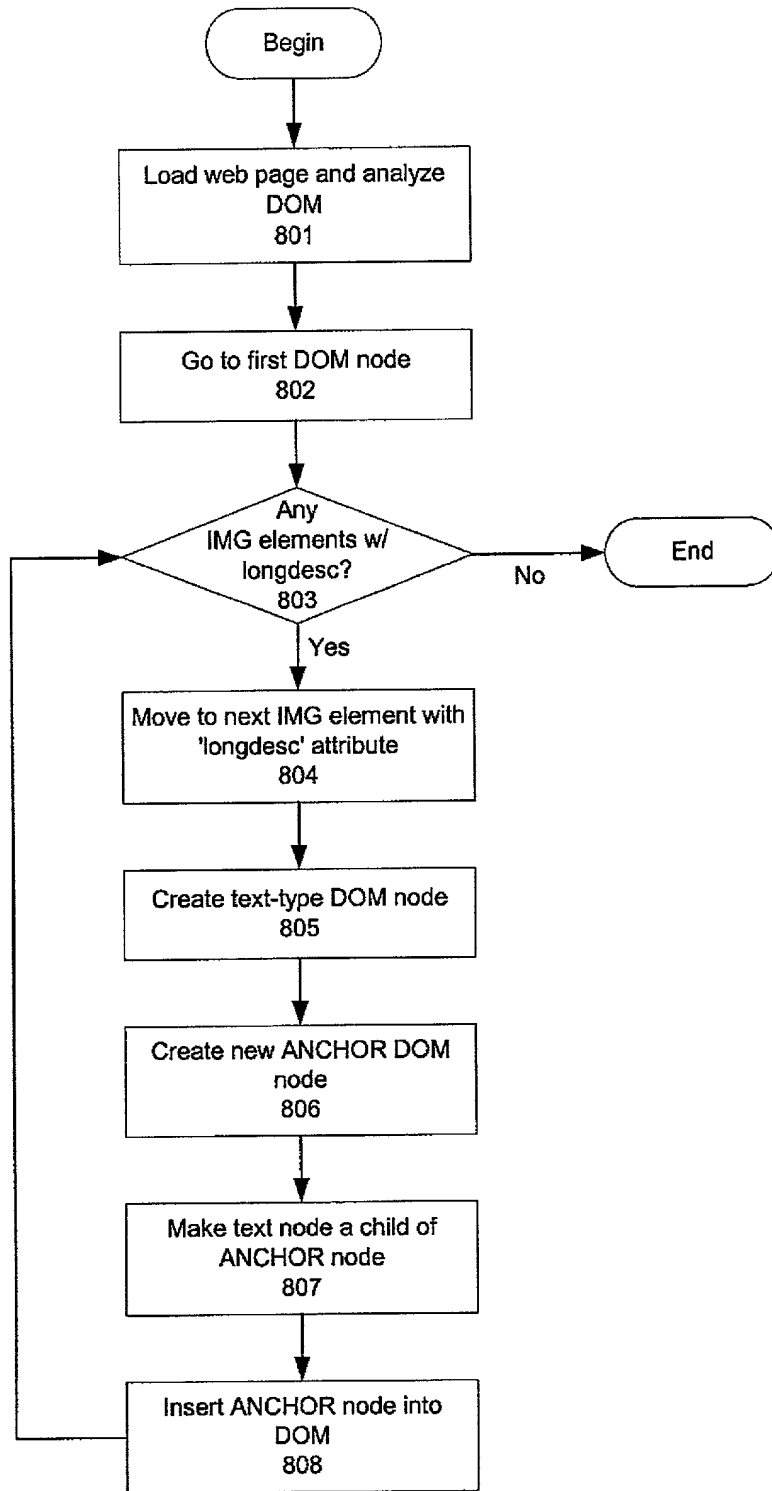 Begin
Load web page and analyze
DOM
801
Go to first DOM node
802
Any
IMG elements w/
longdesc?
803
No
End
Yes
Move to next IMG element with
'longdesc' attribute
804
Create text-type DOM node
805
Create new ANCHOR DOM
node
806
Make text node a child of
ANCHOR node
807
Insert ANCHOR node into
DOM
808